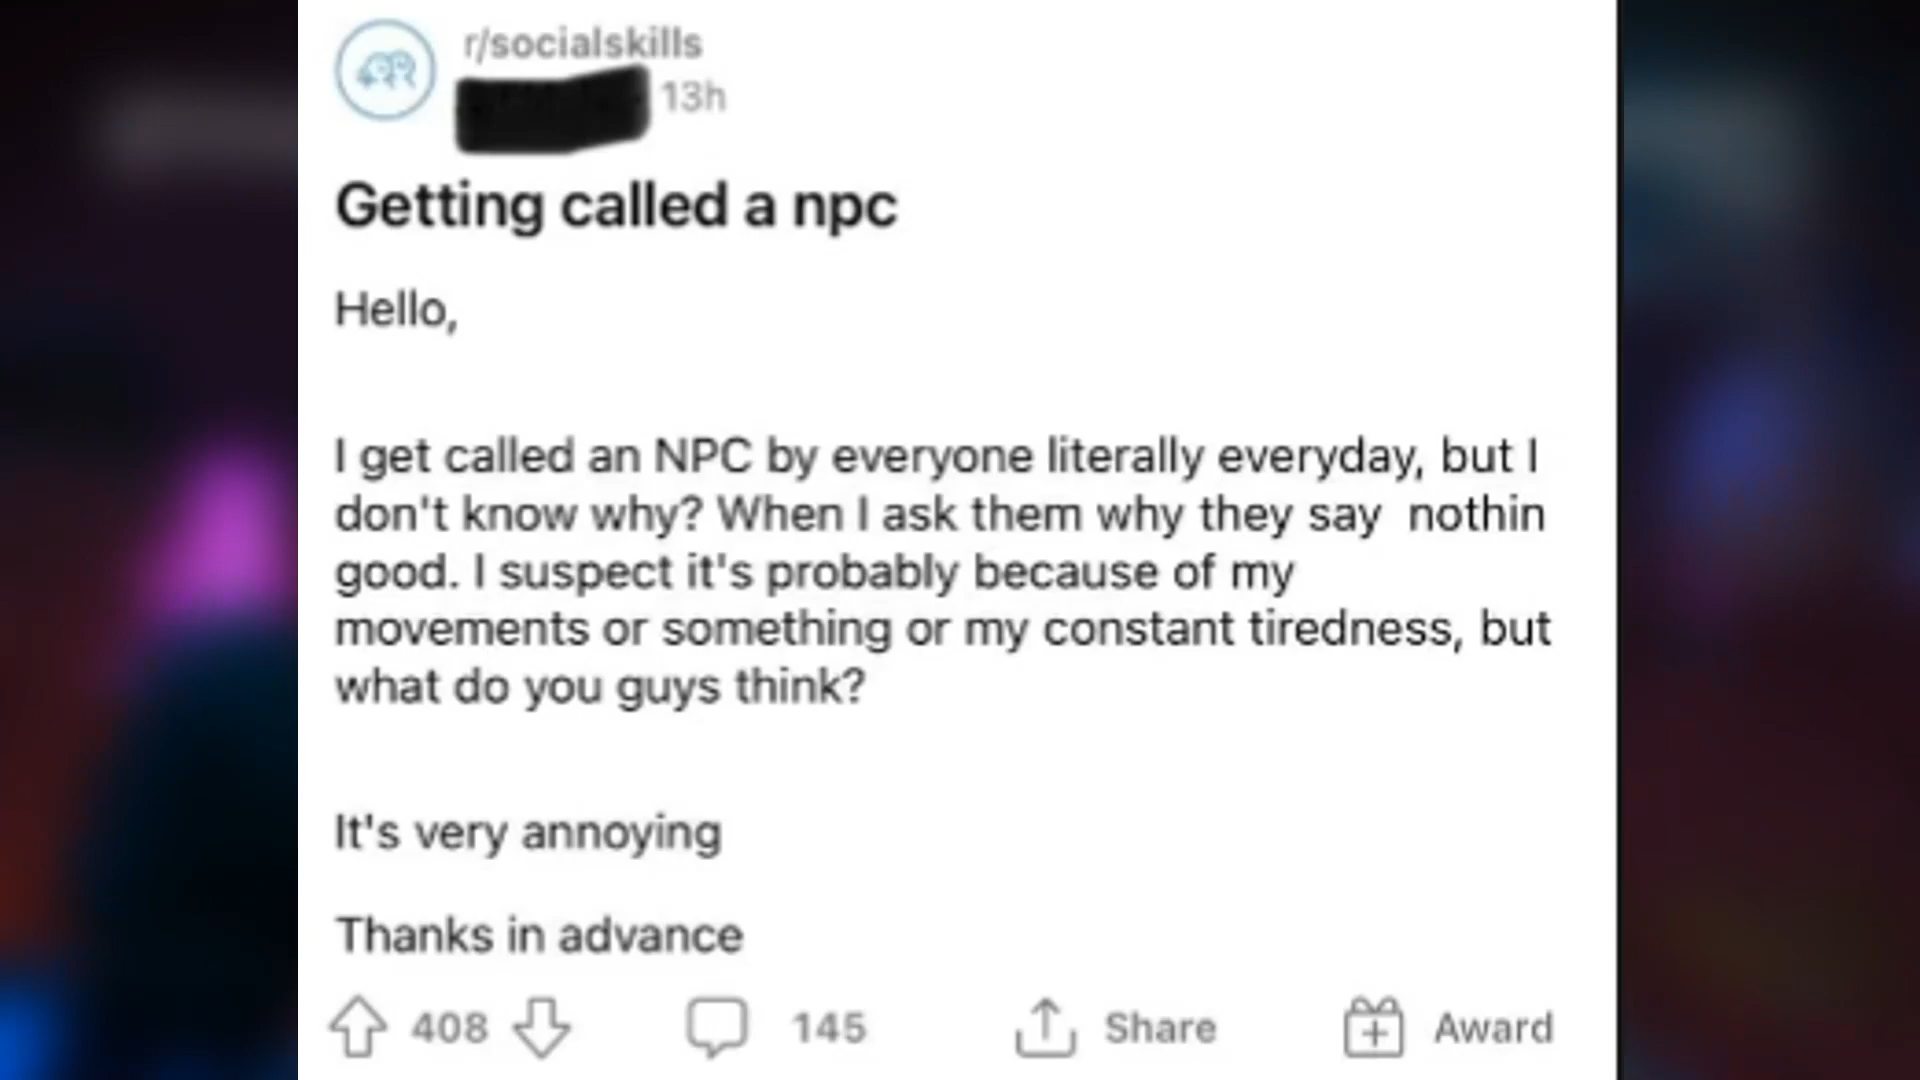 r/socialskills
13h
Getting called a npc
Hello,
I get called an NPC by everyone literally everyday, but I
don't know why? When I ask them why they say nothin
good. I suspect it's probably because of my
movements or something or my constant tiredness, but
what do you guys think?
It's very annoying
Thanks in advance
408 145 Share Award